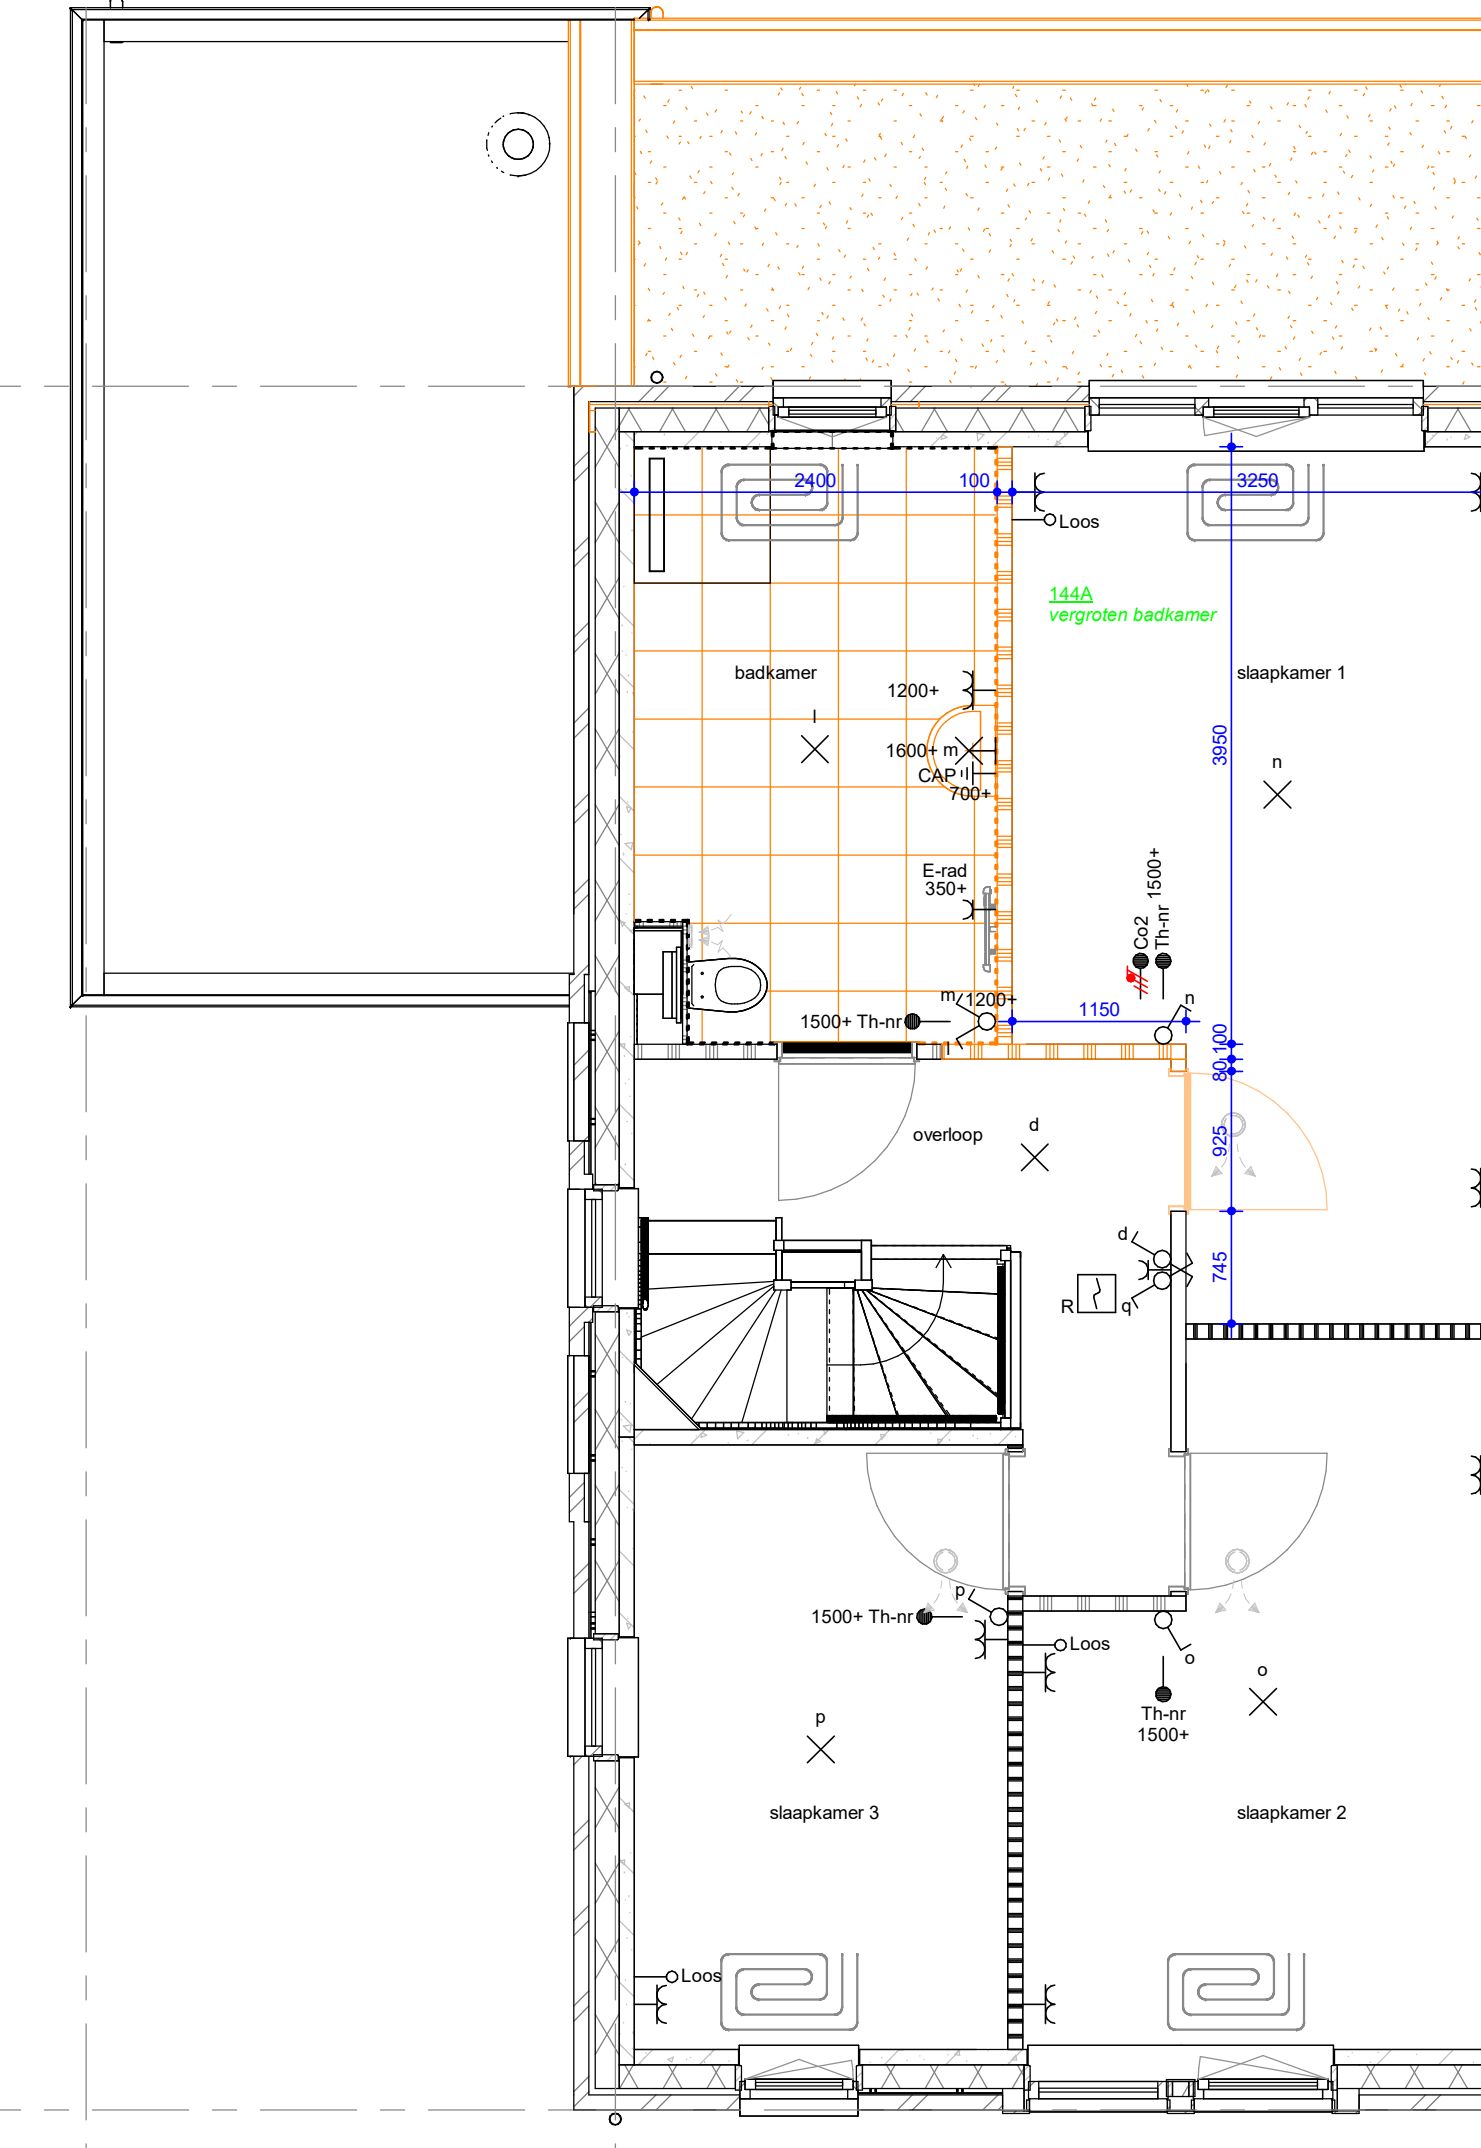 2400
100
3250
Loos
144A
vergroten badkamer
badkamer
slaapkamer 1
1200+
l
1600+ m
CAP
700+
3950
n
E-rad
350+
Co2
Th-nr 1500+
m
1200+
1500+ Th-nr
l
1150
n
100
80
overloop
d
925
d
745
R
q
p
1500+ Th-nr
Loos
o
o
Th-nr
1500+
p
slaapkamer 3
slaapkamer 2
Loos